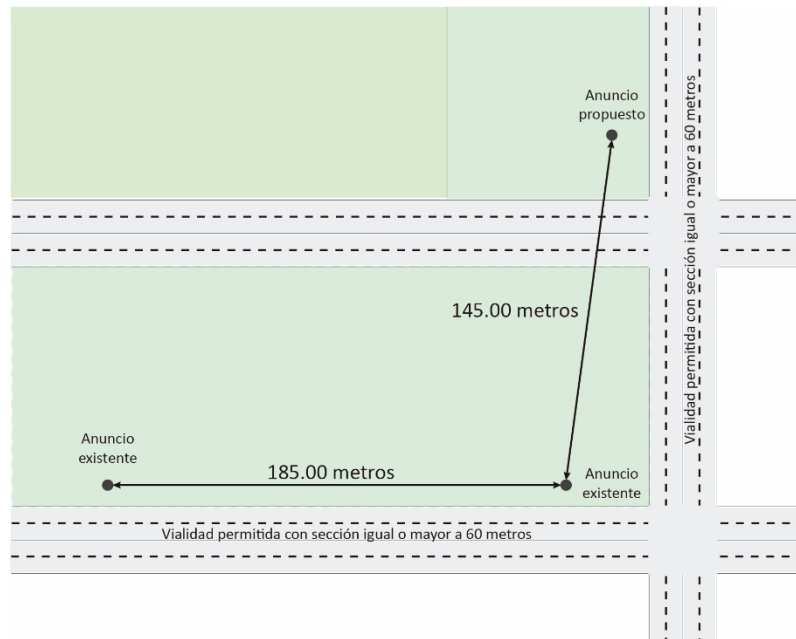 Anuncio
propuesto
Vialidad permitida con sección igual o mayor a 60 metros
145.00 metros
Anuncio
existente
185.00 metros
Anuncio
existente
Vialidad permitida con sección igual o mayor a 60 metros